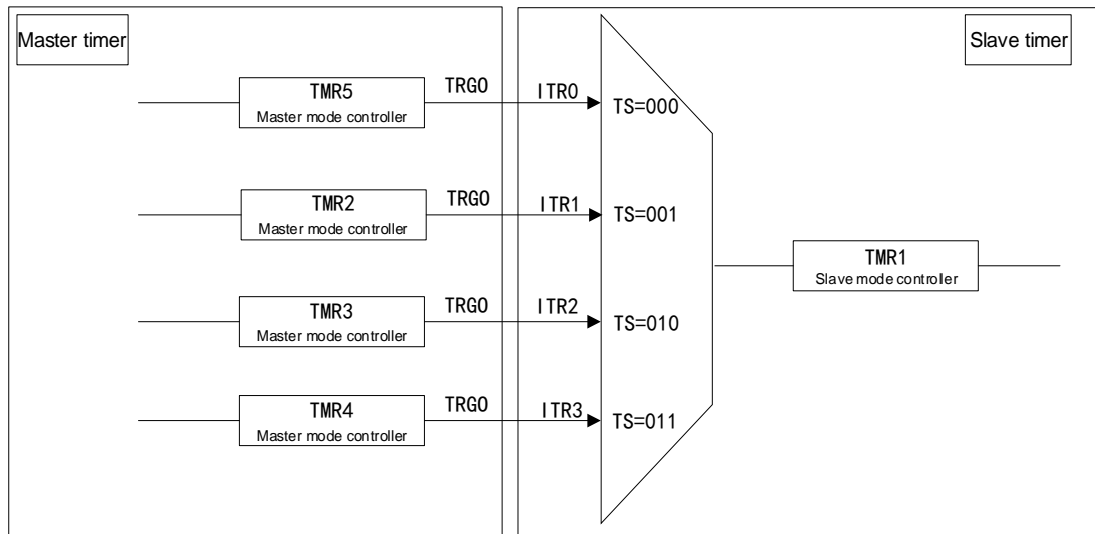 Master timer
Slave timer
TMR5
Master mode controller
TRGO
ITR0
TS=000
TMR2
Master mode controller
TRGO
ITR1
TS=001
TMR1
Slave mode controller
TMR3
Master mode controller
TRGO
ITR2
TS=010
TMR4
Master mode controller
TRGO
ITR3
TS=011